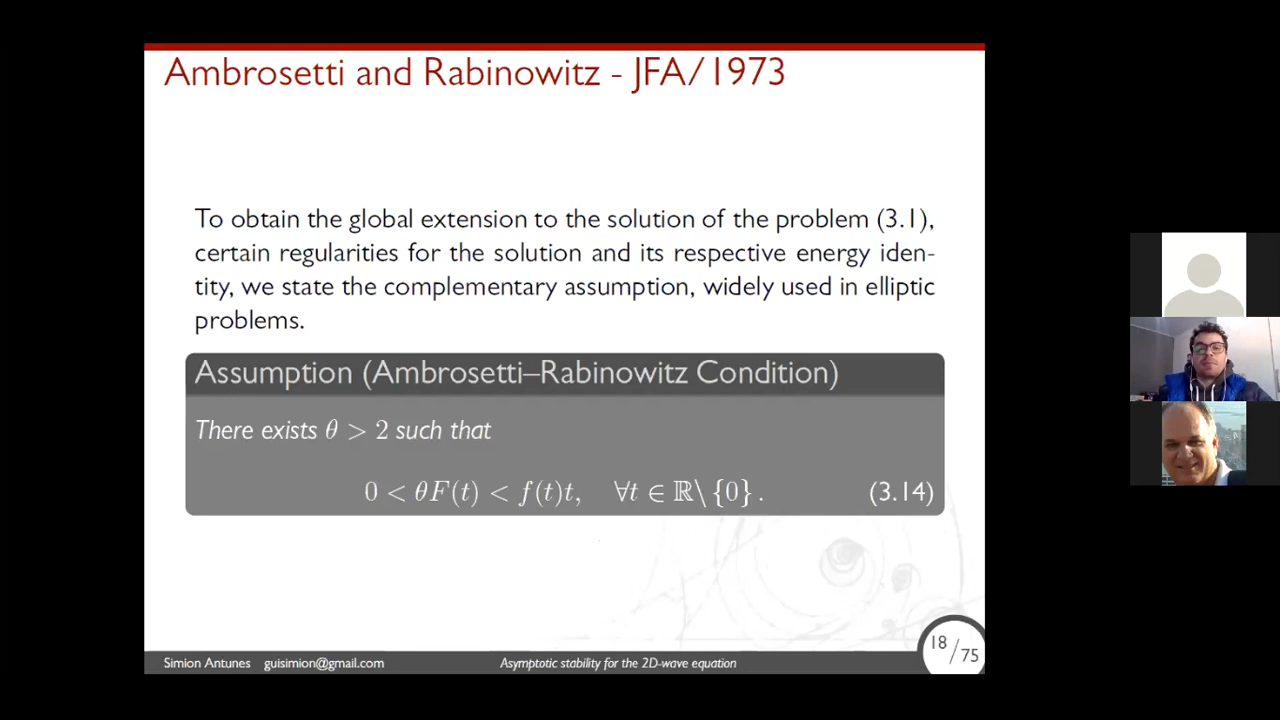 Ambrosetti and Rabinowitz - JFA/1973
To obtain the global extension to the solution of the problem (3.1),
certain regularities for the solution and its respective energy iden-
tity, we state the complementary assumption, widely used in elliptic
problems.
Assumption (Ambrosetti–Rabinowitz Condition)
There exists θ > 2 such that
0 < θF(t) < f(t)t, ∀t ∈ ℝ\ {0} . (3.14)
Simion Antunes guisimion@gmail.com Asymptotic stability for the 2D-wave equation 18/75